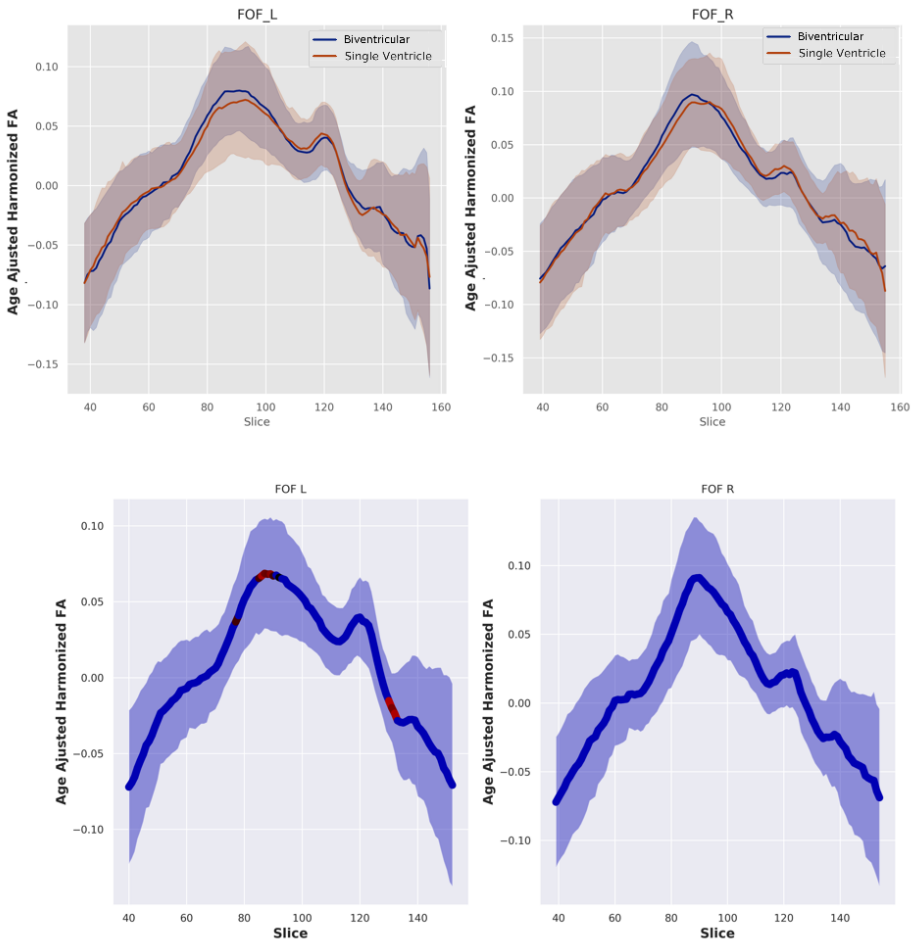 FOF_L
Biventricular
Single Ventricle
Age Ajusted Harmonized FA
0.10
0.05
0.00
−0.05
−0.10
−0.15
40 60 80 100 120 140 160
Slice
FOF_R
Biventricular
Single Ventricle
Age Ajusted Harmonized FA
0.15
0.10
0.05
0.00
−0.05
−0.10
−0.15
40 60 80 100 120 140 160
Slice
FOF L
Age Ajusted Harmonized FA
0.10
0.05
0.00
−0.05
−0.10
40 60 80 100 120 140
Slice
FOF R
Age Ajusted Harmonized FA
0.10
0.05
0.00
−0.05
−0.10
40 60 80 100 120 140
Slice